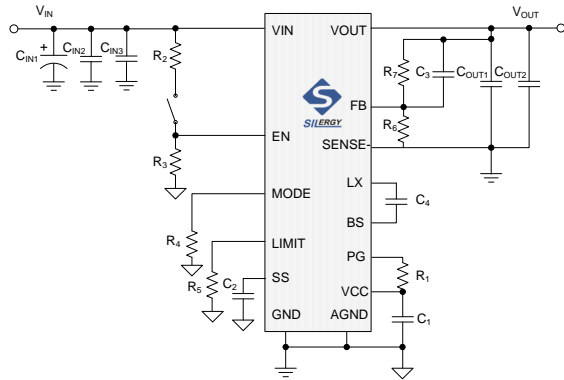 VIN VOUT
CIN1 + CIN2 CIN3 R2 VIN VOUT
R7 C3 COUT1 COUT2
SILERGY FB
R6
EN SENSE-
R3
LX
MODE C4
BS
R4 LIMIT PG
R5 C2 SS R1
VCC
GND AGND C1